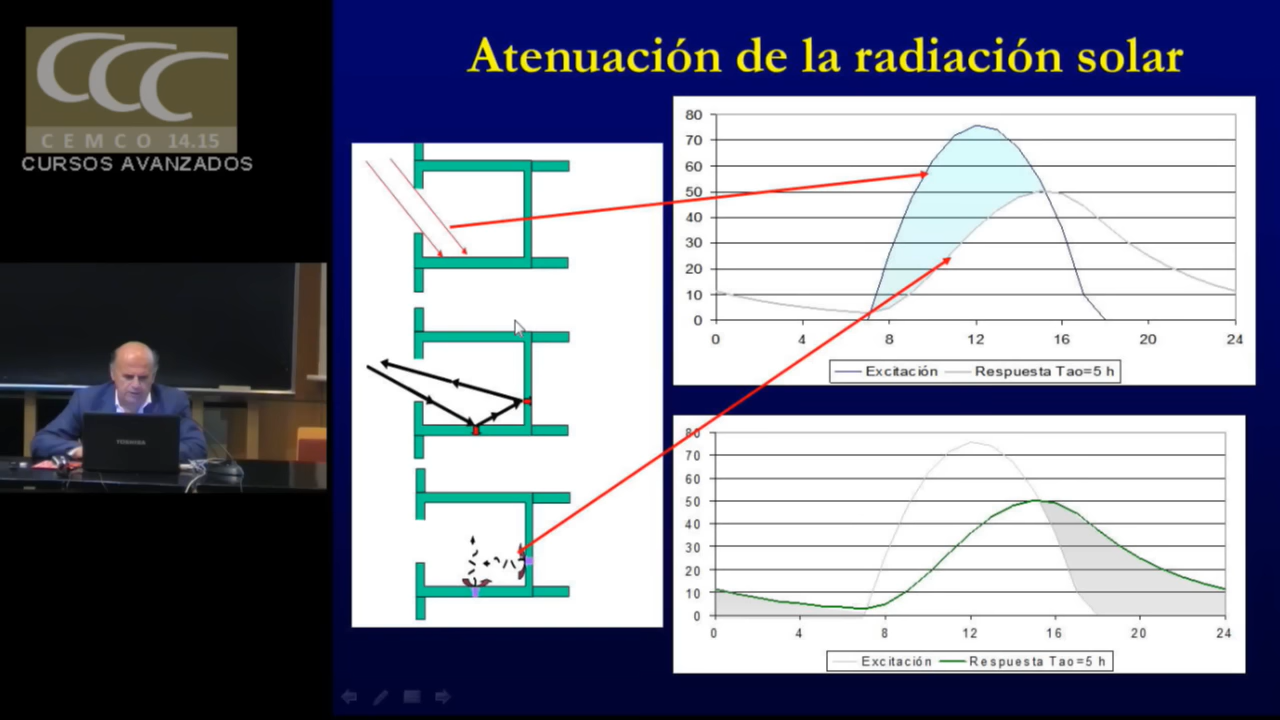 CCC
CEMCO 14.15
CURSOS AVANZADOS
TOSHIBA
Atenuación de la radiación solar
80
70
60
50
40
30
20
10
0
0 4 8 12 16 20 24
Excitación Respuesta Tao=5 h
80
70
60
50
40
30
20
10
0
0 4 8 12 16 20 24
Excitación Respuesta Tao=5 h